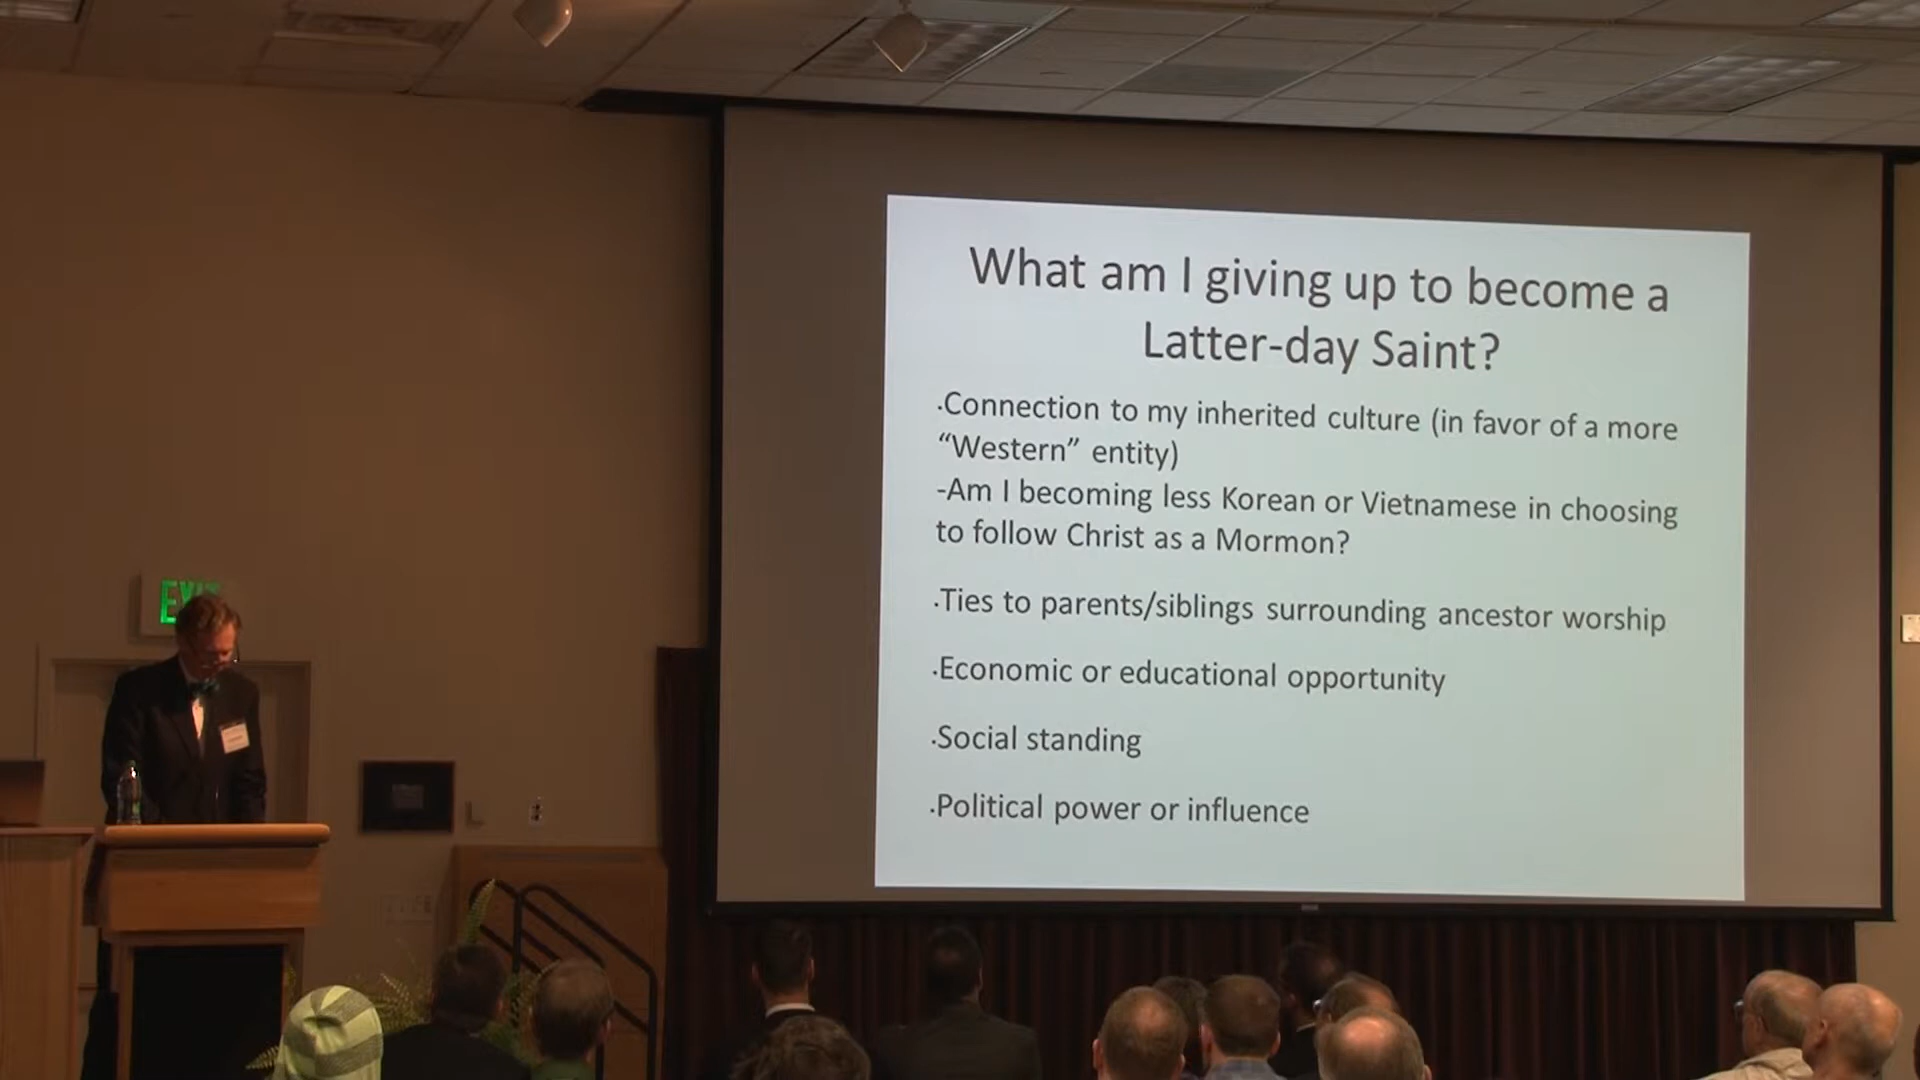 What am I giving up to become a
Latter-day Saint?
·Connection to my inherited culture (in favor of a more
“Western” entity)
-Am I becoming less Korean or Vietnamese in choosing
to follow Christ as a Mormon?
·Ties to parents/siblings surrounding ancestor worship
·Economic or educational opportunity
·Social standing
·Political power or influence
EXIT